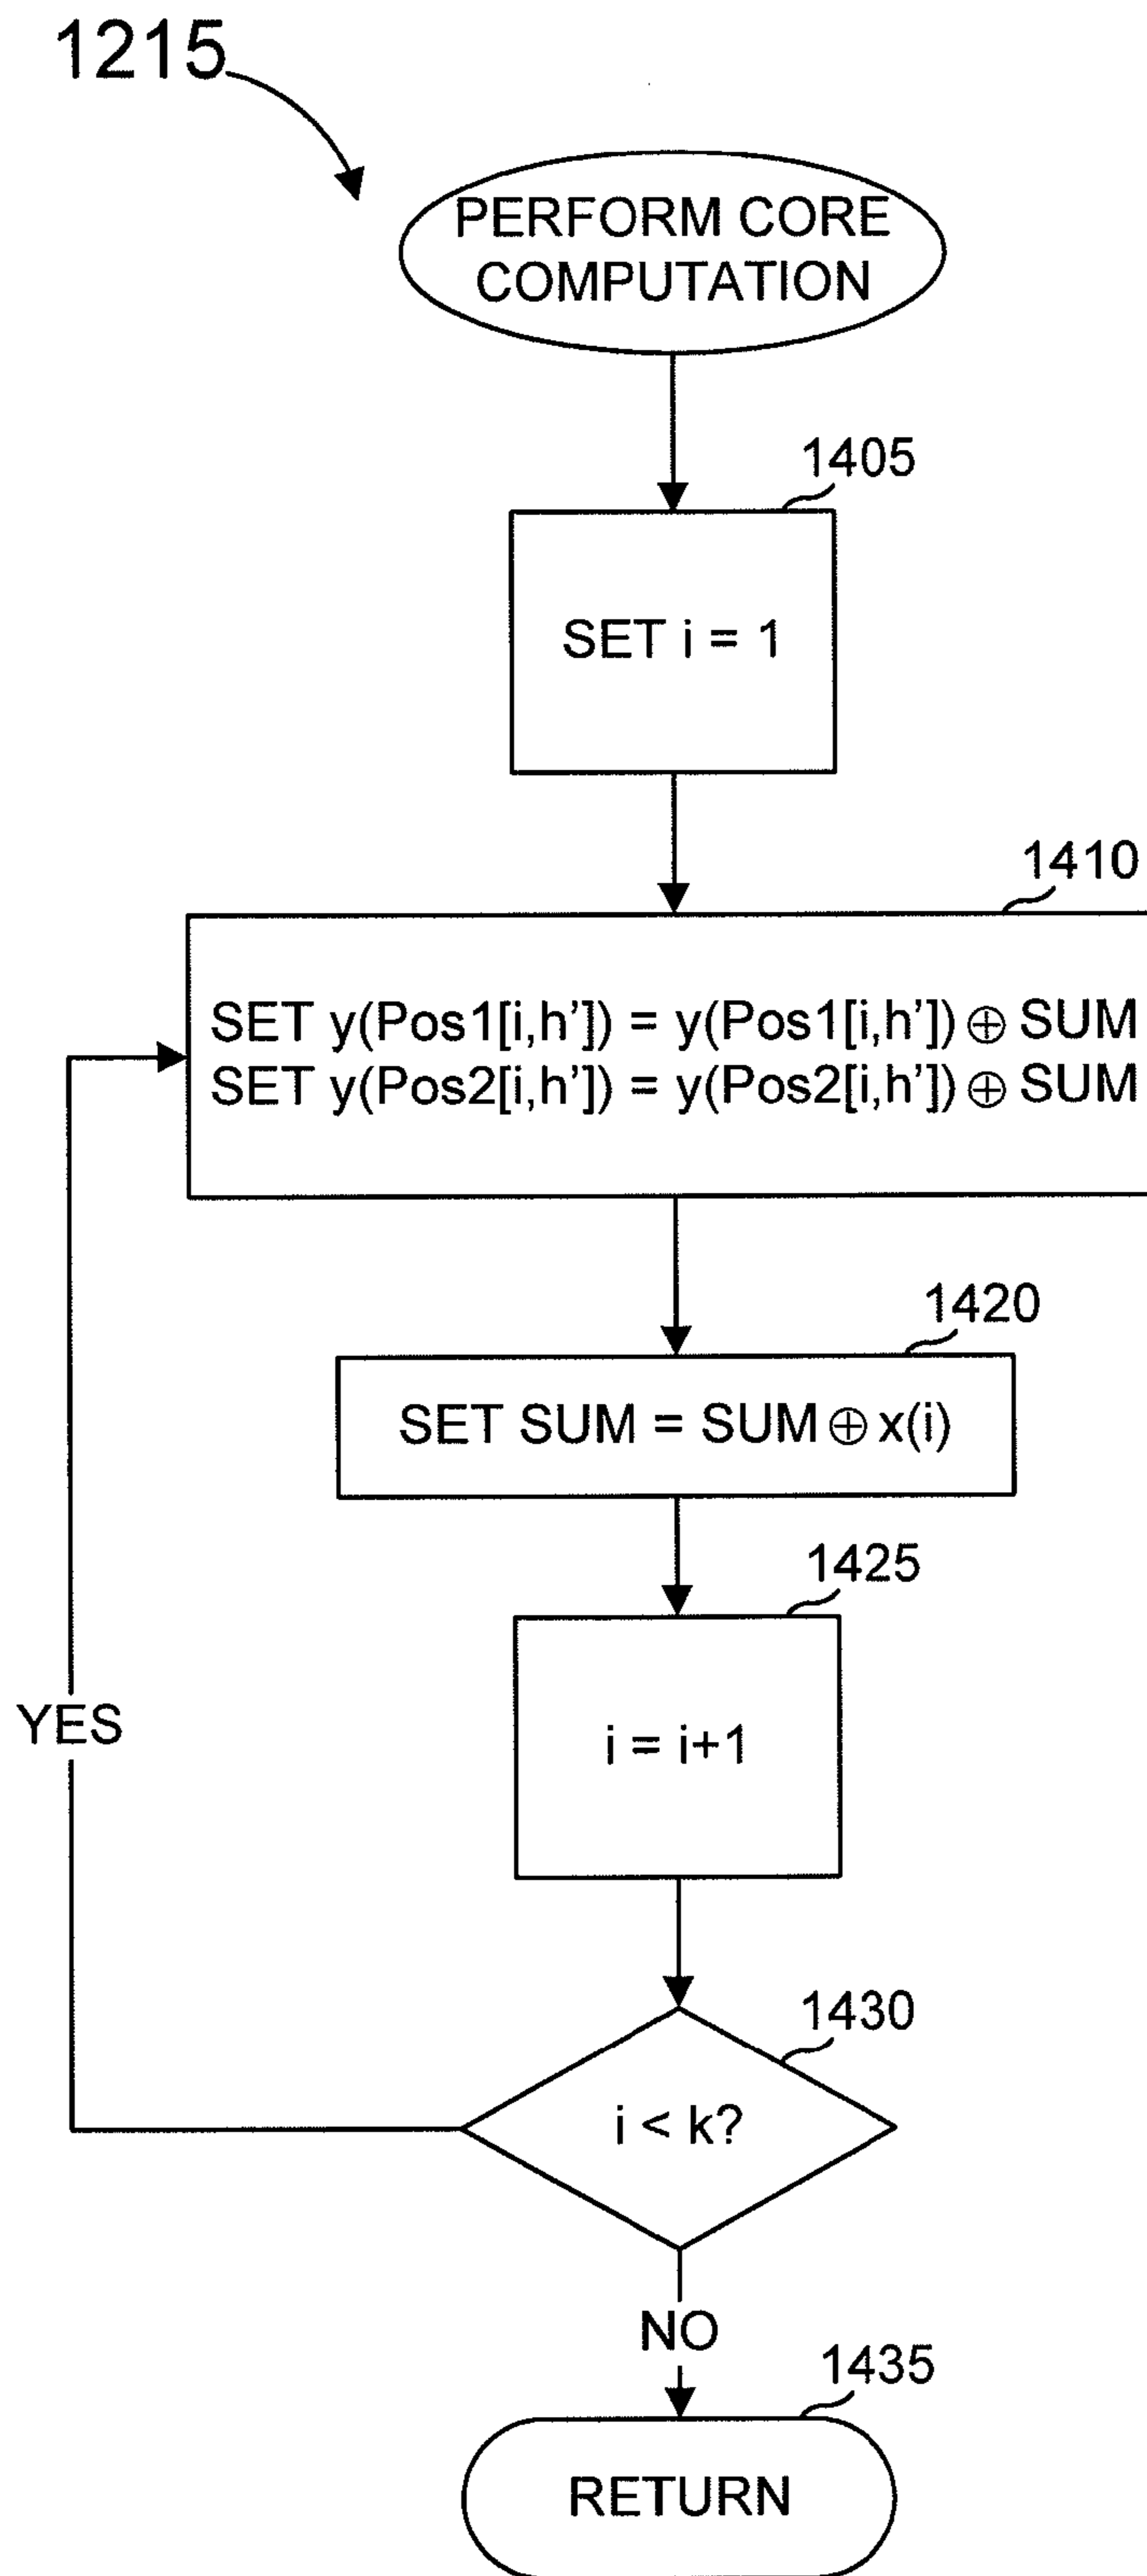 1215
PERFORM CORE
COMPUTATION
1405
SET i = 1
1410
SET y(Pos1[i,h']) = y(Pos1[i,h']) ⊕ SUM
SET y(Pos2[i,h']) = y(Pos2[i,h']) ⊕ SUM
1420
SET SUM = SUM ⊕ x(i)
1425
i = i+1
YES
1430
i < k?
NO
1435
RETURN